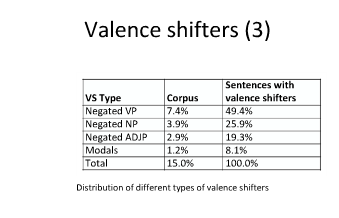 Valence shifters (3)
VS Type Corpus Sentences with valence shifters
Negated VP 7.4% 49.4%
Negated NP 3.9% 25.9%
Negated ADJP 2.9% 19.3%
Modals 1.2% 8.1%
Total 15.0% 100.0%
Distribution of different types of valence shifters